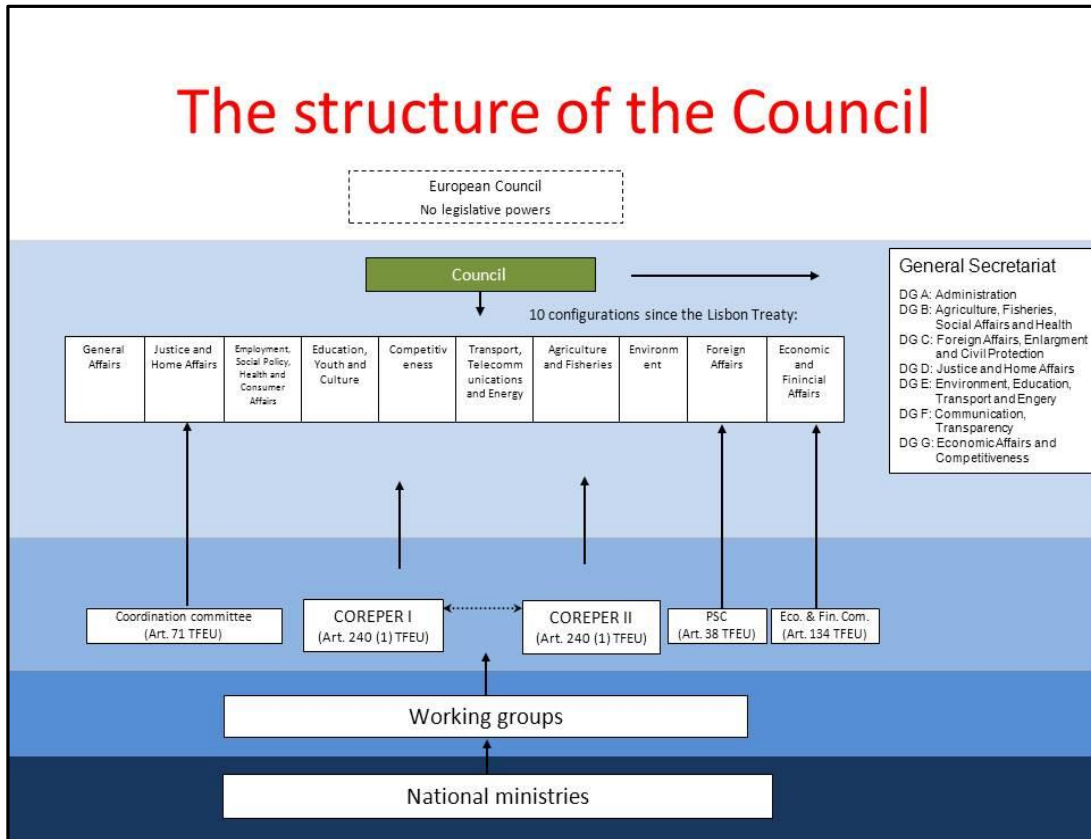 The structure of the Council
European Council
No legislative powers
Council
10 configurations since the Lisbon Treaty:
General
Affairs
Justice and
Home Affairs
Employment,
Social Policy,
Health and
Consumer
Affairs
Education,
Youth and
Culture
Competitiv
eness
Transport,
Telecomm
unications
and Energy
Agriculture
and Fisheries
Environm
ent
Foreign
Affairs
Economic
and
Finincial
Affairs
General Secretariat
DG A: Administration
DG B: Agriculture, Fisheries,
Social Affairs and Health
DG C: Foreign Affairs, Enlargment
and Civil Protection
DG D: Justice and Home Affairs
DG E: Environment, Education,
Transport and Engery
DG F: Communication,
Transparency
DG G: Economic Affairs and
Competitiveness
Coordination committee
(Art. 71 TFEU)
COREPER I
(Art. 240 (1) TFEU)
COREPER II
(Art. 240 (1) TFEU)
PSC
(Art. 38 TFEU)
Eco. & Fin. Com.
(Art. 134 TFEU)
Working groups
National ministries